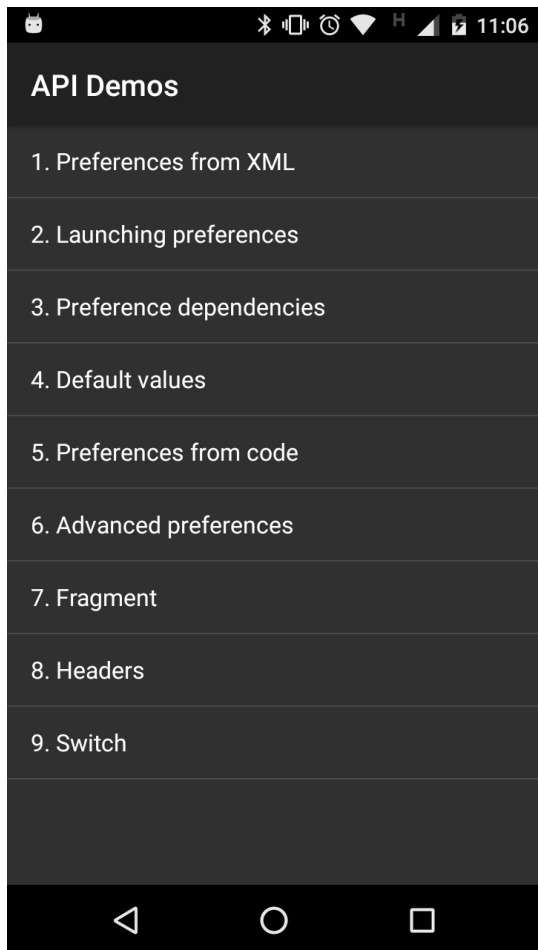 H 11:06
API Demos
1. Preferences from XML
2. Launching preferences
3. Preference dependencies
4. Default values
5. Preferences from code
6. Advanced preferences
7. Fragment
8. Headers
9. Switch